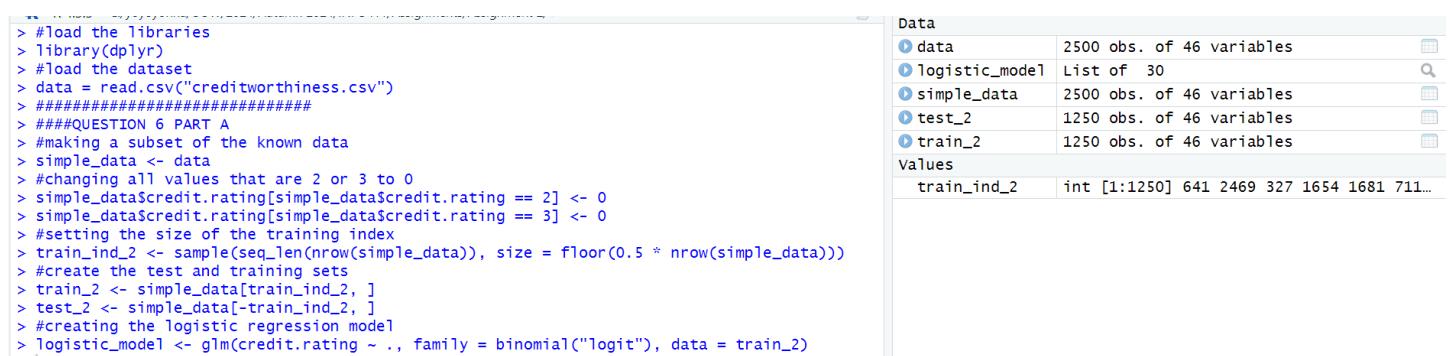 > #load the libraries
> library(dplyr)
> #load the dataset
> data = read.csv("creditworthiness.csv")
> ##############################
> ####QUESTION 6 PART A
> #making a subset of the known data
> simple_data <- data
> #changing all values that are 2 or 3 to 0
> simple_data$credit.rating[simple_data$credit.rating == 2] <- 0
> simple_data$credit.rating[simple_data$credit.rating == 3] <- 0
> #setting the size of the training index
> train_ind_2 <- sample(seq_len(nrow(simple_data)), size = floor(0.5 * nrow(simple_data)))
> #create the test and training sets
> train_2 <- simple_data[train_ind_2, ]
> test_2 <- simple_data[-train_ind_2, ]
> #creating the logistic regression model
> logistic_model <- glm(credit.rating ~ ., family = binomial("logit"), data = train_2)
Data
data 2500 obs. of 46 variables
logistic_model List of 30
simple_data 2500 obs. of 46 variables
test_2 1250 obs. of 46 variables
train_2 1250 obs. of 46 variables
Values
train_ind_2 int [1:1250] 641 2469 327 1654 1681 711…